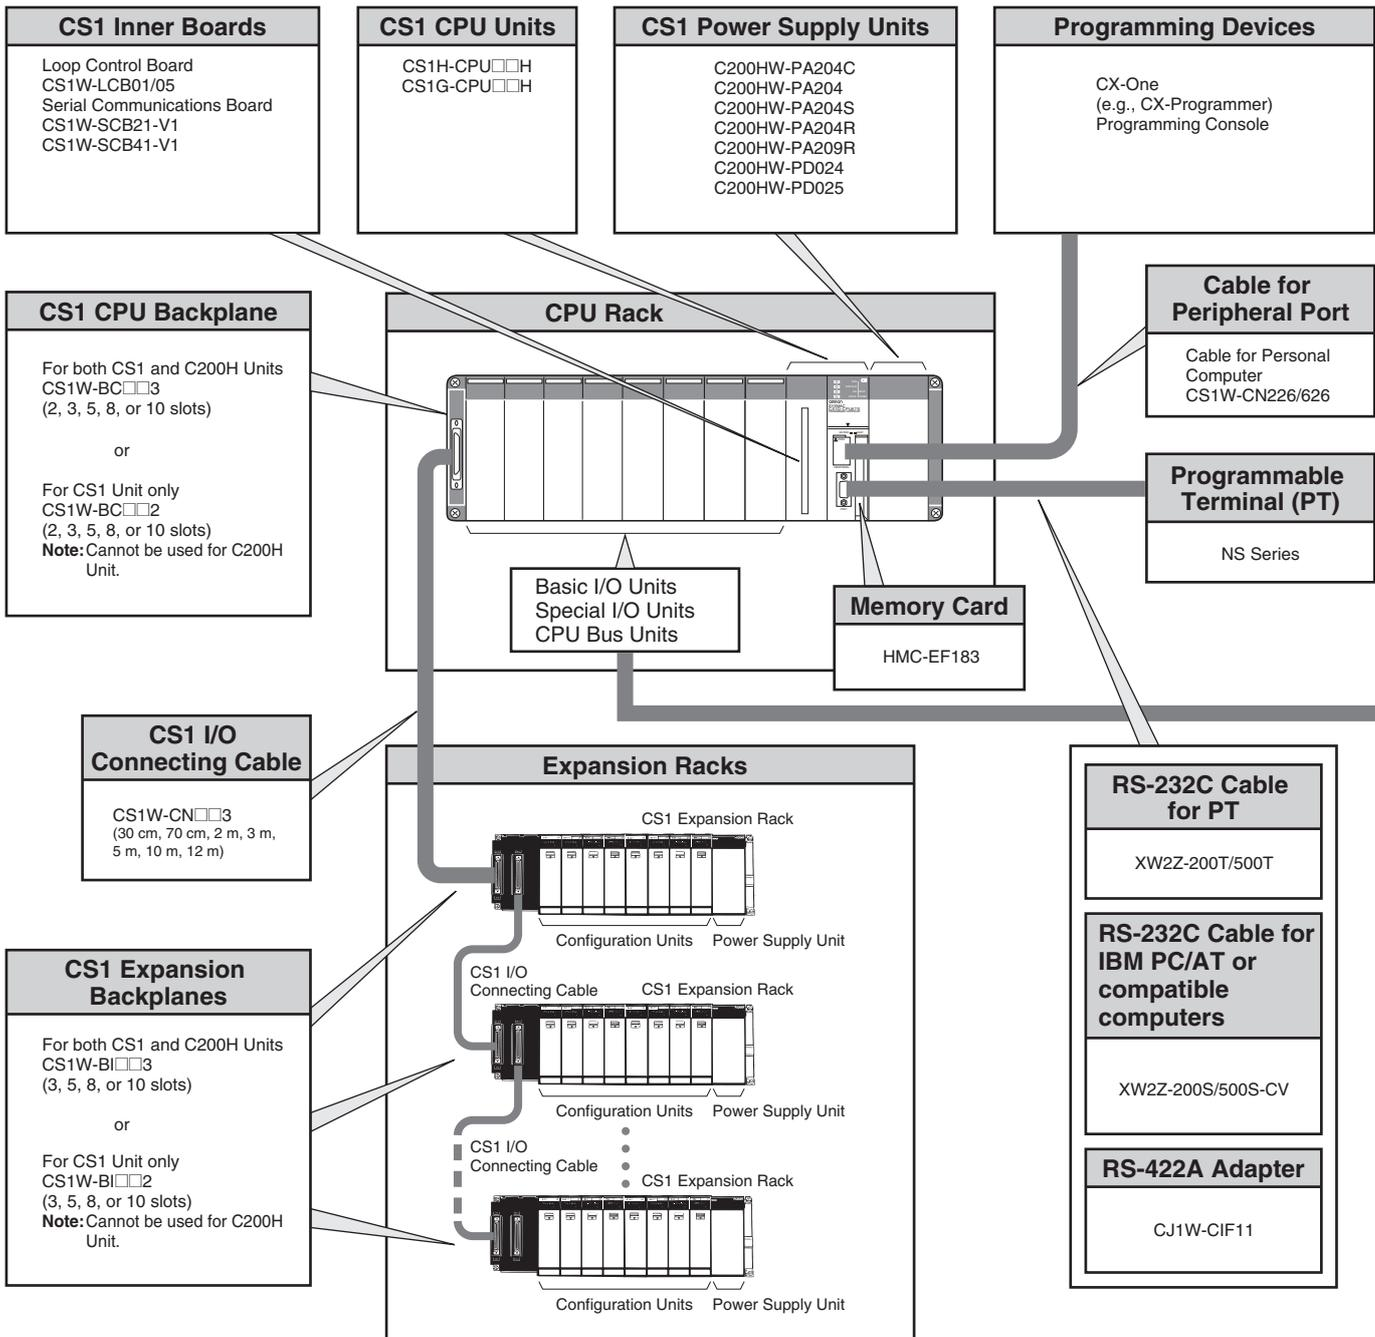 CS1 Inner Boards
Loop Control Board
CS1W-LCB01/05
Serial Communications Board
CS1W-SCB21-V1
CS1W-SCB41-V1
CS1 CPU Units
CS1H-CPU□□H
CS1G-CPU□□H
CS1 Power Supply Units
C200HW-PA204C
C200HW-PA204
C200HW-PA204S
C200HW-PA204R
C200HW-PA209R
C200HW-PD024
C200HW-PD025
Programming Devices
CX-One
(e.g., CX-Programmer)
Programming Console
CS1 CPU Backplane
For both CS1 and C200H Units
CS1W-BC□□3
(2, 3, 5, 8, or 10 slots)
or
For CS1 Unit only
CS1W-BC□□2
(2, 3, 5, 8, or 10 slots)
Note: Cannot be used for C200H
Unit.
CPU Rack
Basic I/O Units
Special I/O Units
CPU Bus Units
Memory Card
HMC-EF183
Cable for
Peripheral Port
Cable for Personal
Computer
CS1W-CN226/626
Programmable
Terminal (PT)
NS Series
CS1 I/O
Connecting Cable
CS1W-CN□□3
(30 cm, 70 cm, 2 m, 3 m,
5 m, 10 m, 12 m)
CS1 Expansion
Backplanes
For both CS1 and C200H Units
CS1W-BI□□3
(3, 5, 8, or 10 slots)
or
For CS1 Unit only
CS1W-BI□□2
(3, 5, 8, or 10 slots)
Note: Cannot be used for C200H
Unit.
Expansion Racks
CS1 Expansion Rack
Configuration Units
Power Supply Unit
CS1 I/O
Connecting Cable
CS1 Expansion Rack
Configuration Units
Power Supply Unit
CS1 I/O
Connecting Cable
CS1 Expansion Rack
Configuration Units
Power Supply Unit
RS-232C Cable
for PT
XW2Z-200T/500T
RS-232C Cable for
IBM PC/AT or
compatible
computers
XW2Z-200S/500S-CV
RS-422A Adapter
CJ1W-CIF11